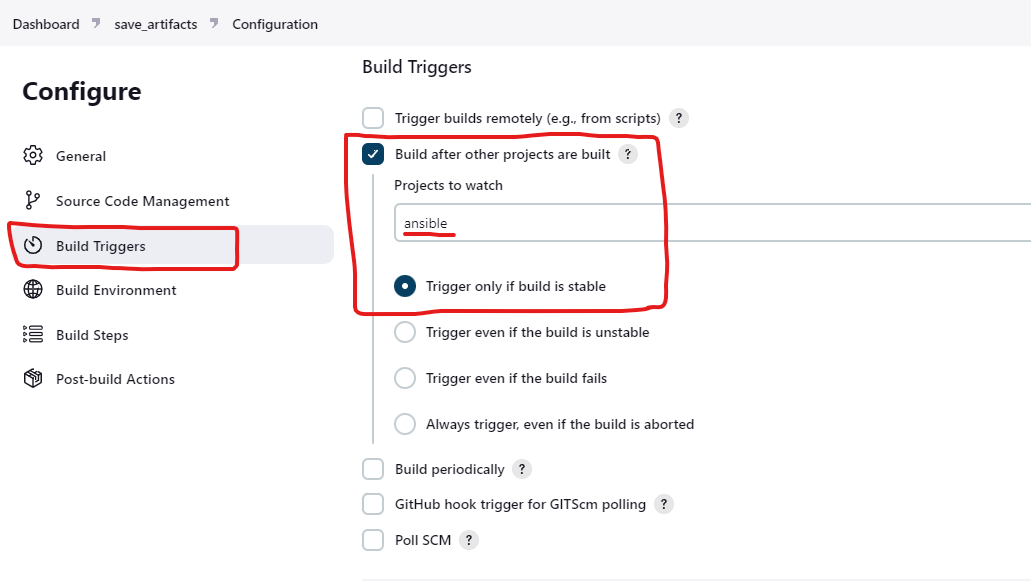 Dashboard save_artifacts Configuration
Configure
General
Source Code Management
Build Triggers
Build Environment
Build Steps
Post-build Actions
Build Triggers
Trigger builds remotely (e.g., from scripts) ?
Build after other projects are built ?
Projects to watch
ansible
Trigger only if build is stable
Trigger even if the build is unstable
Trigger even if the build fails
Always trigger, even if the build is aborted
Build periodically ?
GitHub hook trigger for GITScm polling ?
Poll SCM ?